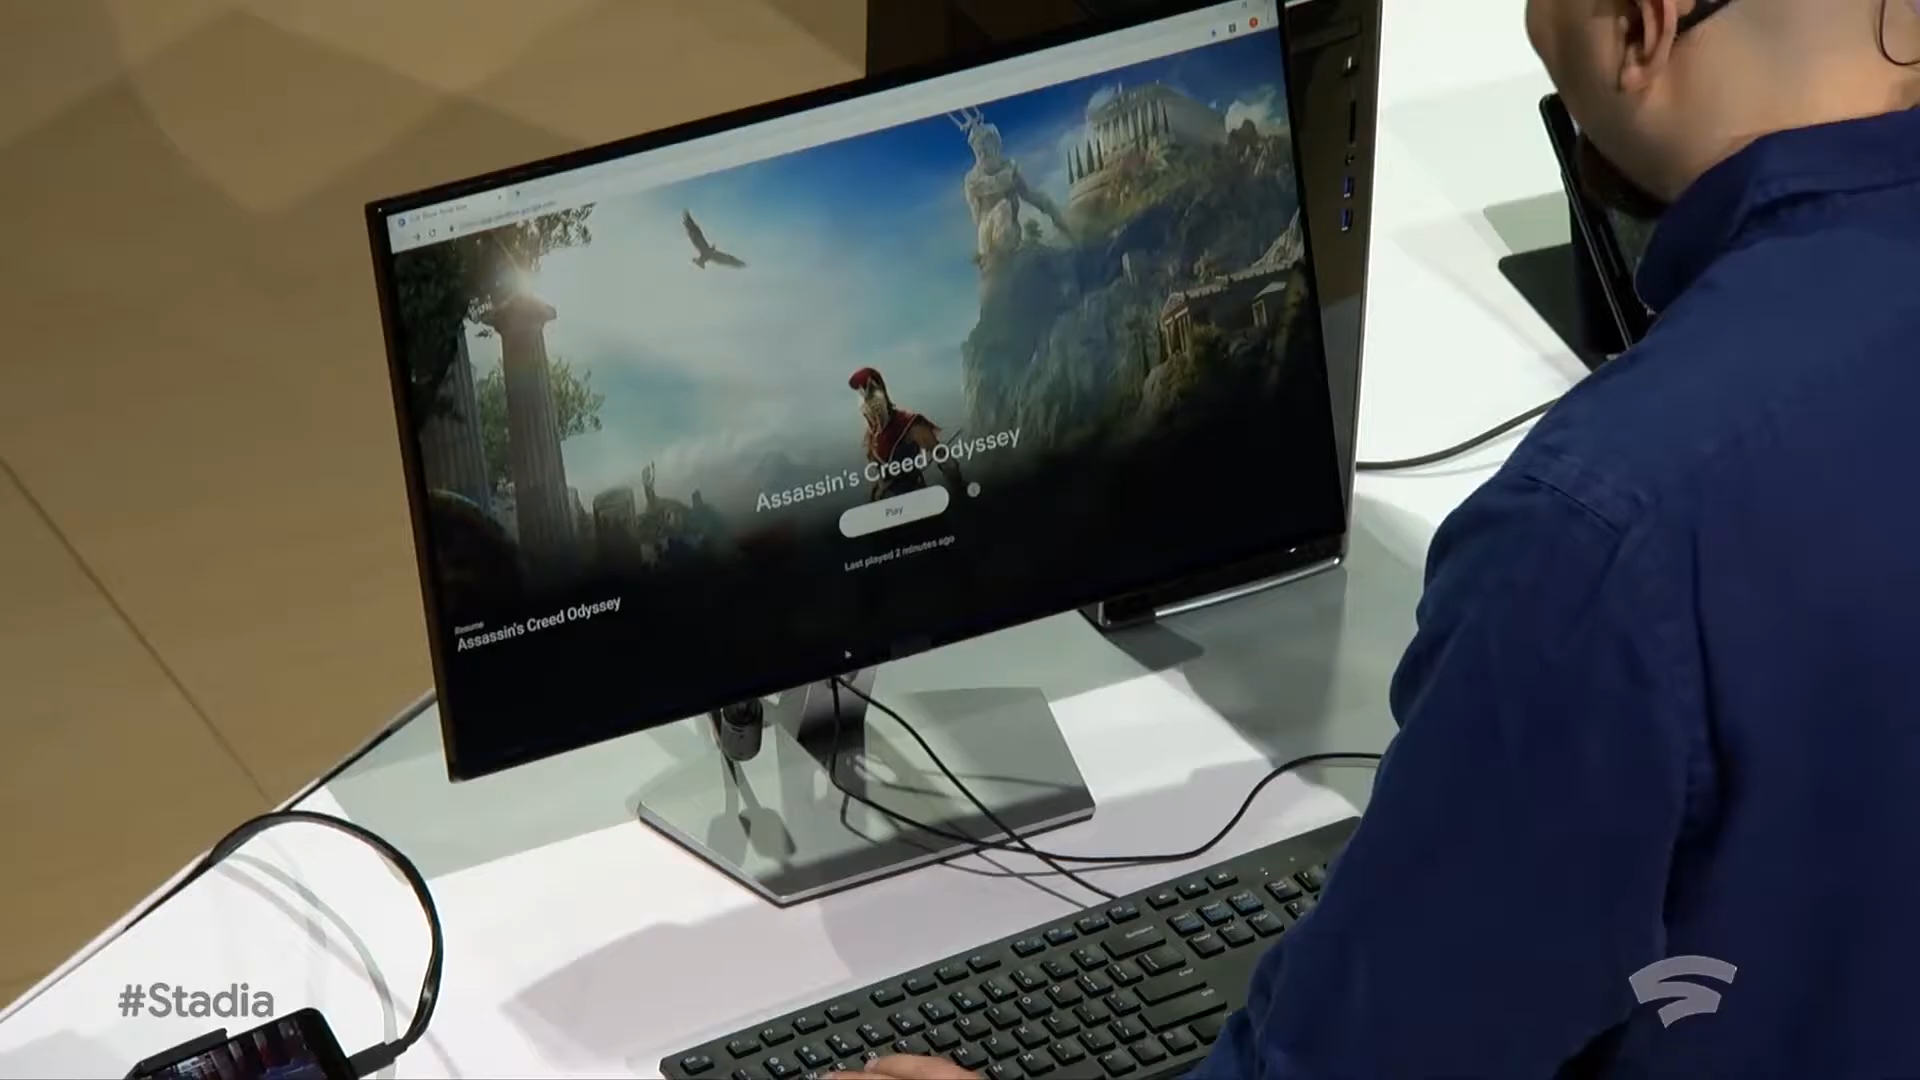 Assassin's Creed Odyssey
Play
Last played 2 minutes ago
Resume
Assassin's Creed Odyssey
#Stadia